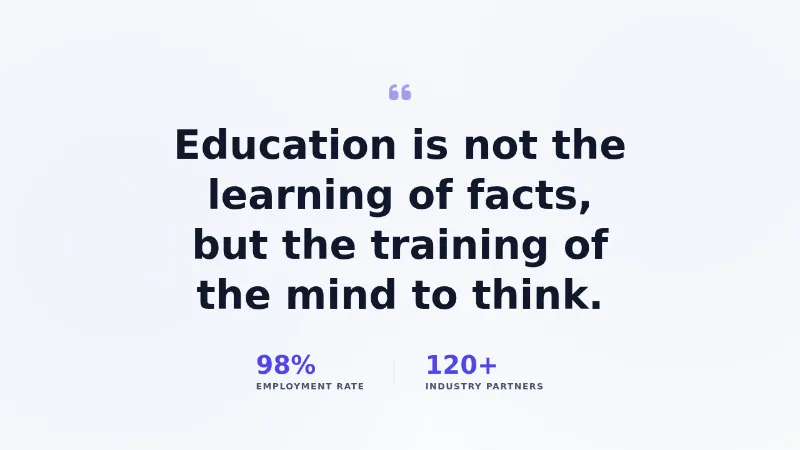 “
Education is not the
learning of facts,
but the training of
the mind to think.
98%
EMPLOYMENT RATE
120+
INDUSTRY PARTNERS